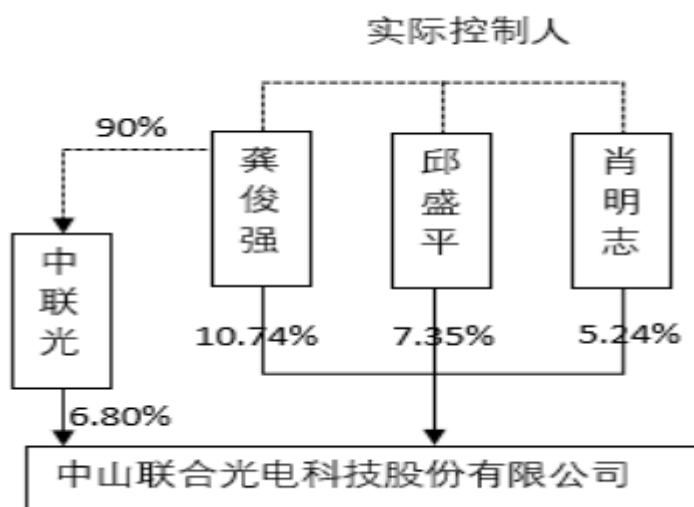 实际控制人
90%
龚俊强
邱盛平
肖明志
中联光
10.74%
7.35%
5.24%
6.80%
中山联合光电科技股份有限公司